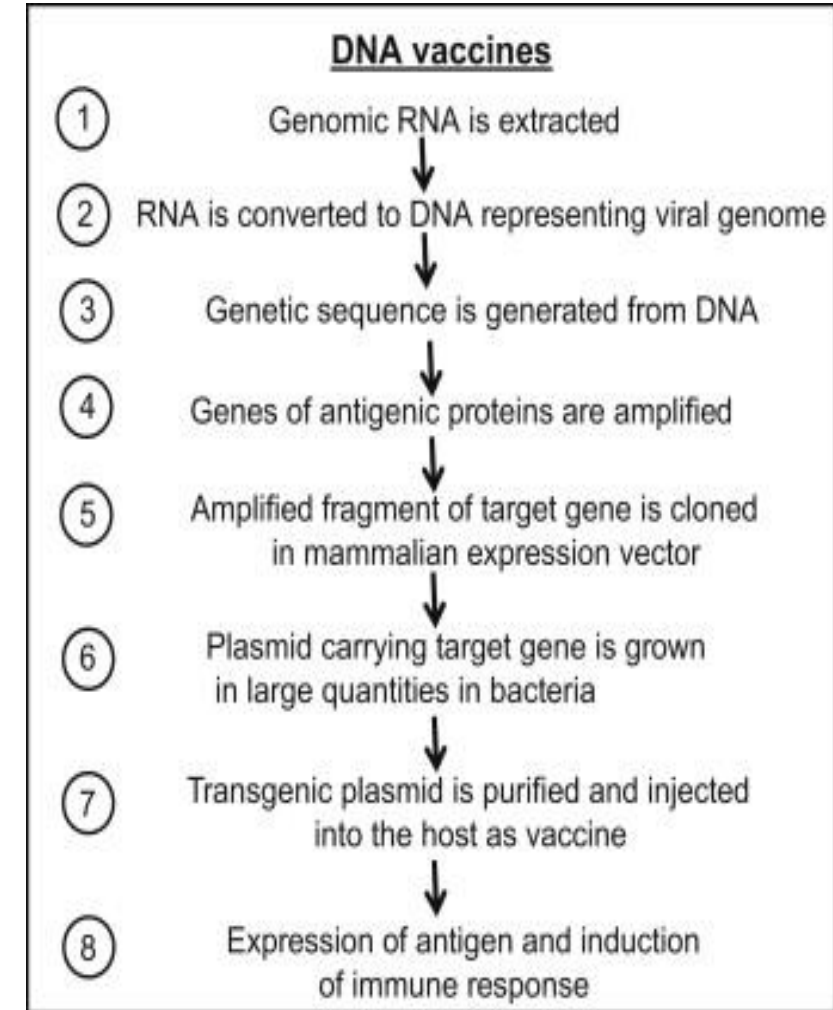 DNA vaccines
1 Genomic RNA is extracted
2 RNA is converted to DNA representing viral genome
3 Genetic sequence is generated from DNA
4 Genes of antigenic proteins are amplified
5 Amplified fragment of target gene is cloned
in mammalian expression vector
6 Plasmid carrying target gene is grown
in large quantities in bacteria
7 Transgenic plasmid is purified and injected
into the host as vaccine
8 Expression of antigen and induction
of immune response